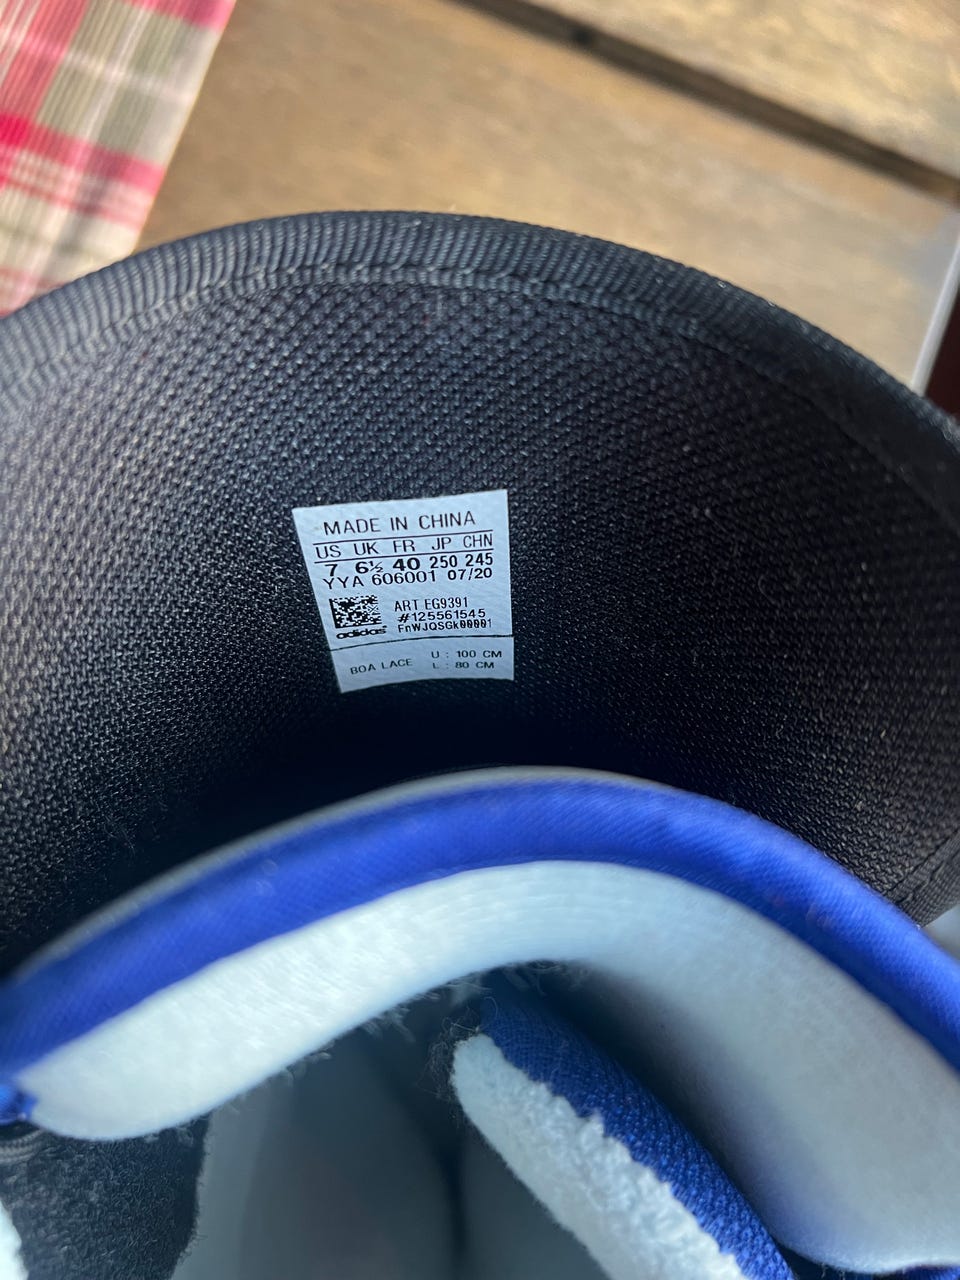 MADE IN CHINA
US UK FR JP CHN
7 6½ 40 250 245
YYA 606001 07/20
ART EG9391
#125561545
FnWJQSGk00001
adidas
BOA LACE U : 100 CM
L : 80 CM